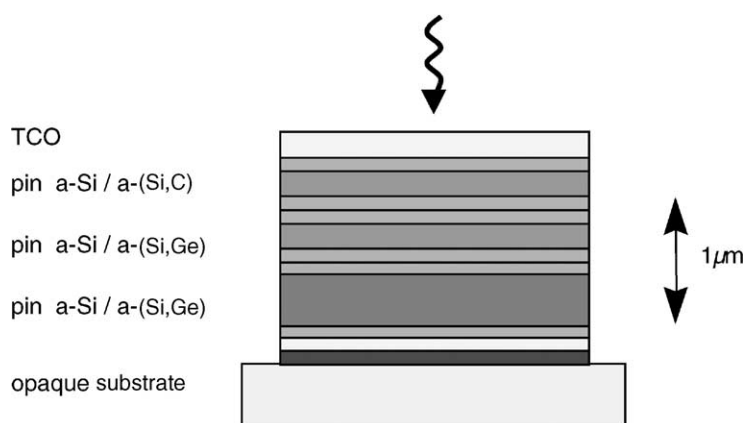 TCO
pin a-Si / a-(Si,C)
pin a-Si / a-(Si,Ge)
1μm
pin a-Si / a-(Si,Ge)
opaque substrate